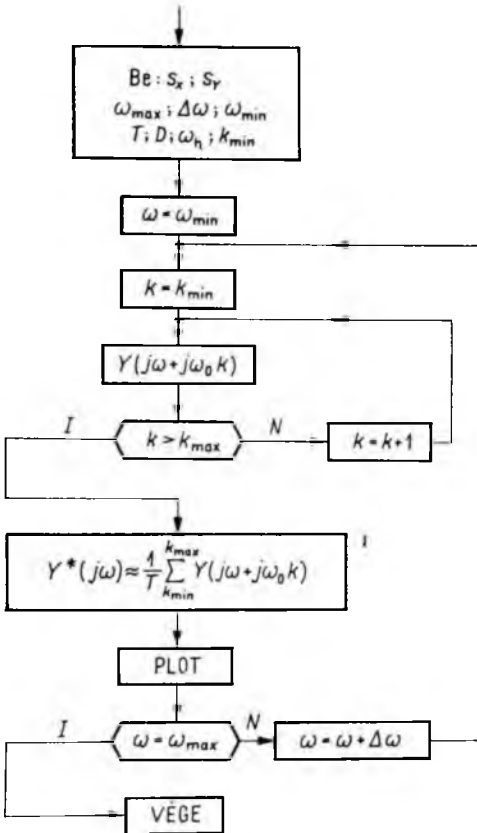 Be: s_x; s_Y
ω_max; Δω; ω_min
T; D; ω_h; k_min
ω = ω_min
k = k_min
Y(jω+jω_0 k)
I
k > k_max
N
k = k+1
Y*(jω) ≈ 1/T ∑_{k_min}^{k_max} Y(jω+jω_0 k)
PLOT
I
ω = ω_max
N
ω = ω + Δω
VÉGE